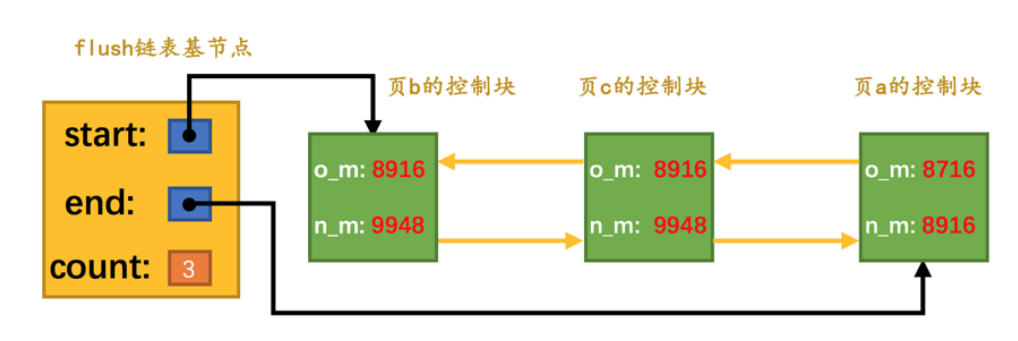 flush链表基节点
start:
end:
count: 3
页b的控制块
o_m: 8916
n_m: 9948
页c的控制块
o_m: 8916
n_m: 9948
页a的控制块
o_m: 8716
n_m: 8916